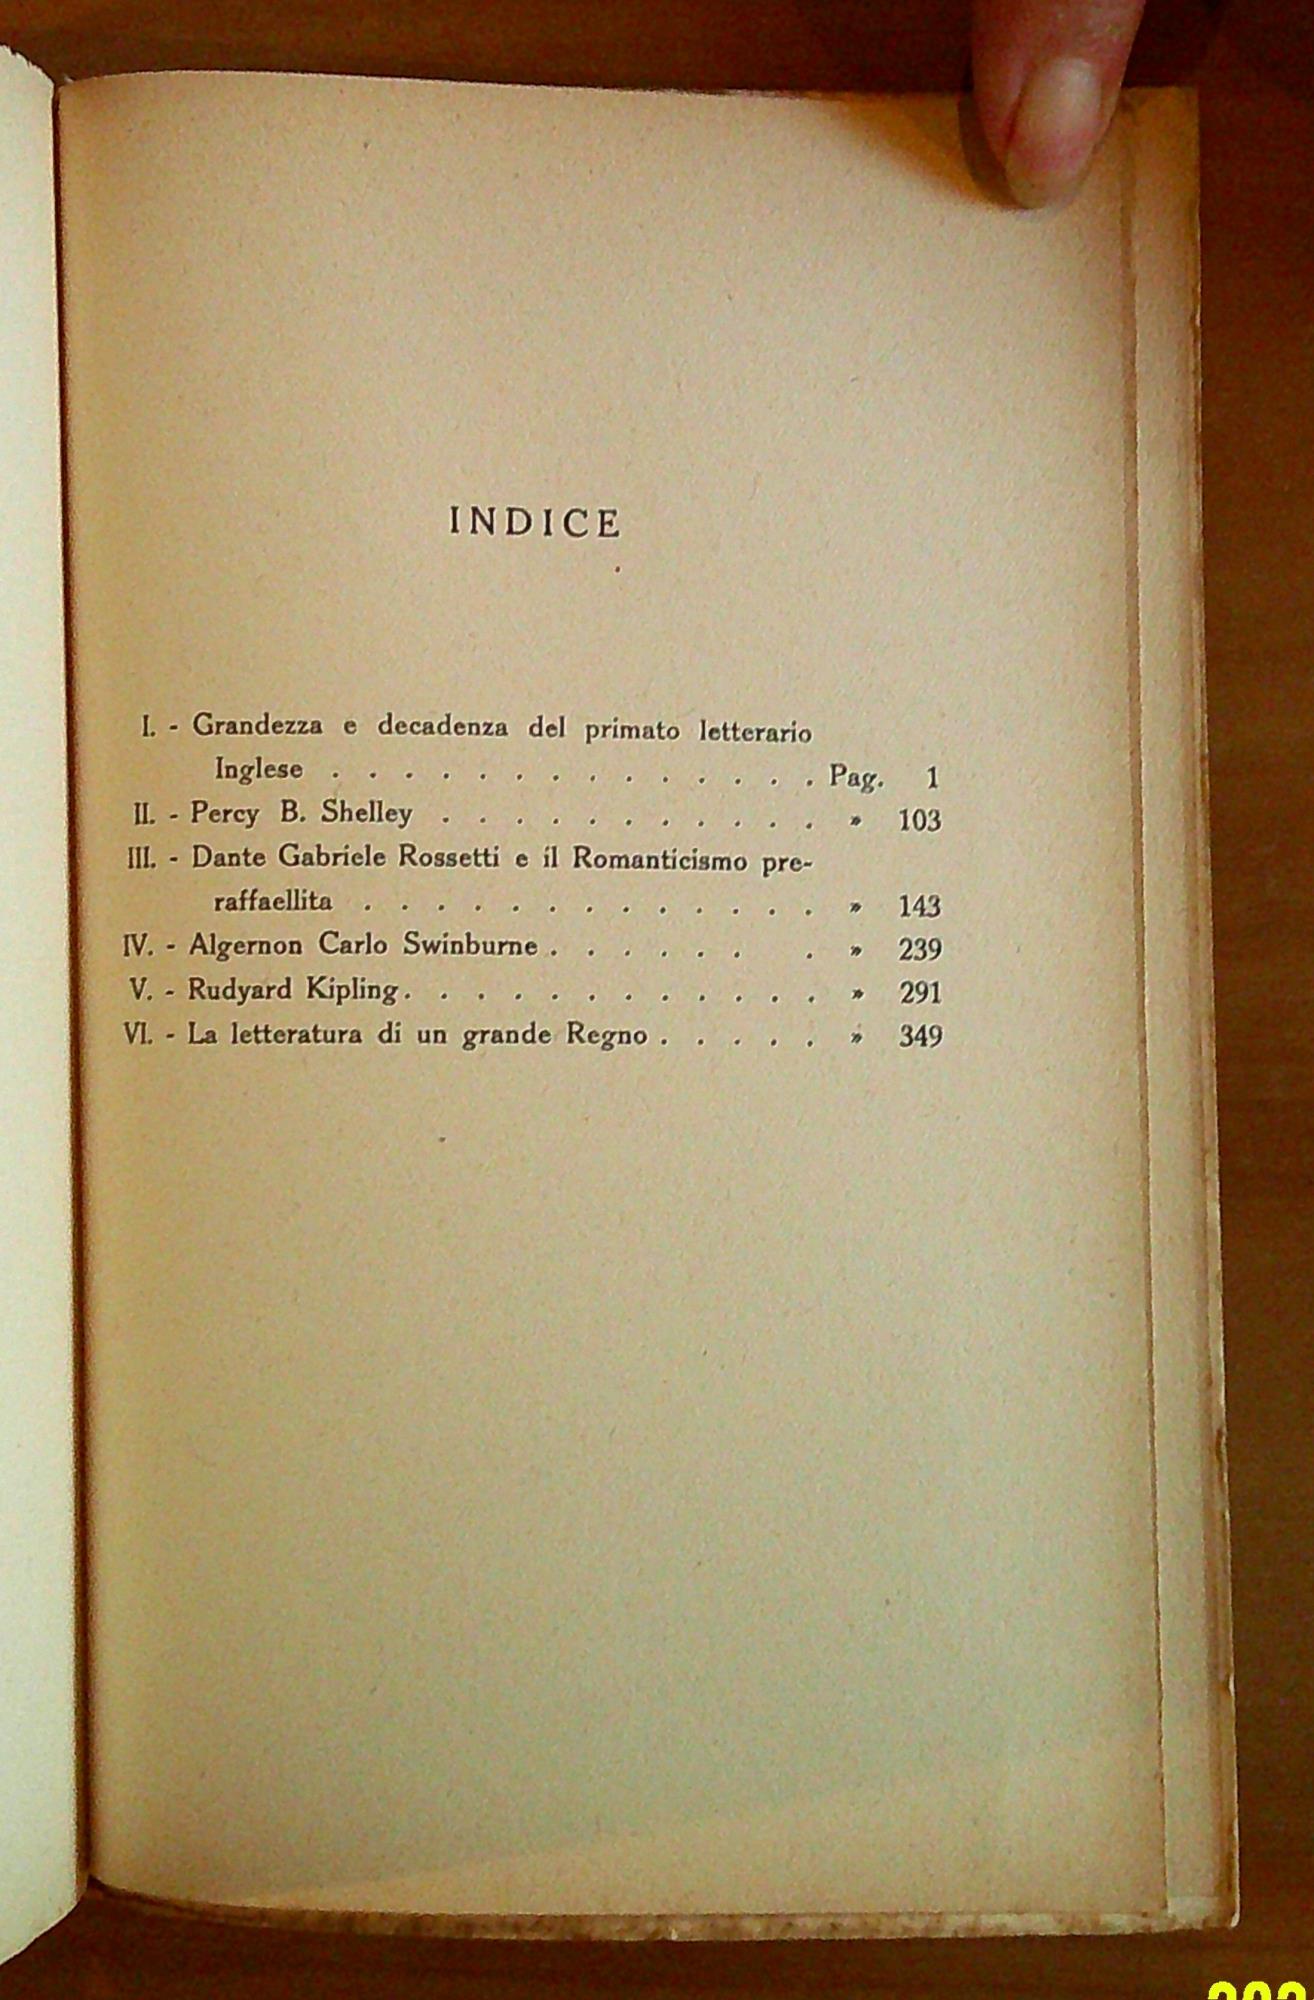 INDICE
I. - Grandezza e decadenza del primato letterario
Inglese . . . . . . . . . . . . . . Pag. 1
II. - Percy B. Shelley . . . . . . . . . . . » 103
III. - Dante Gabriele Rossetti e il Romanticismo pre-
raffaellita . . . . . . . . . . . . . » 143
IV. - Algernon Carlo Swinburne . . . . . . . » 239
V. - Rudyard Kipling . . . . . . . . . . . . » 291
VI. - La letteratura di un grande Regno . . . . . » 349